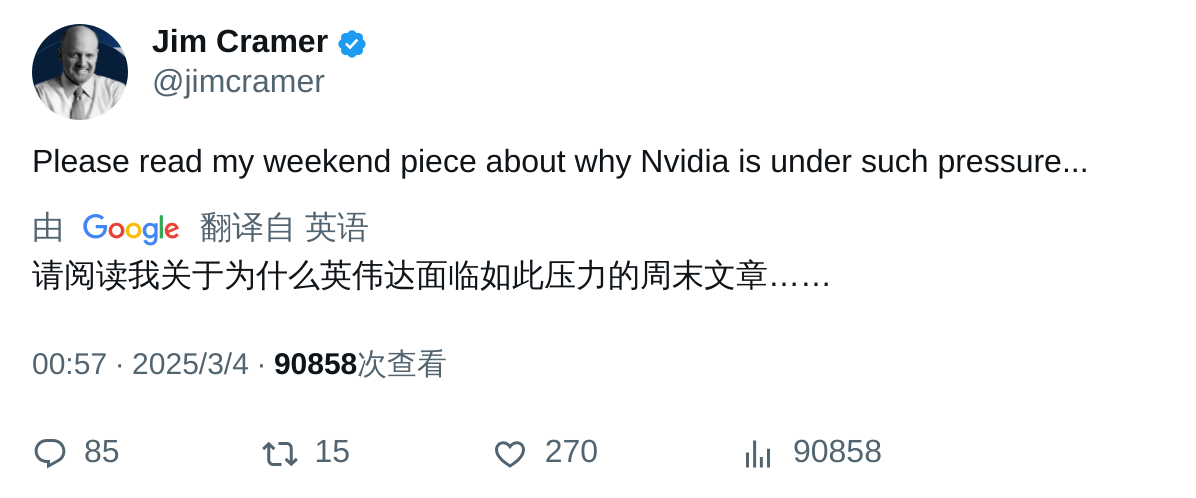 Jim Cramer
@jimcramer
Please read my weekend piece about why Nvidia is under such pressure...
由 Google 翻译自 英语
请阅读我关于为什么英伟达面临如此压力的周末文章……
00:57 · 2025/3/4 · 90858次查看
85 15 270 90858